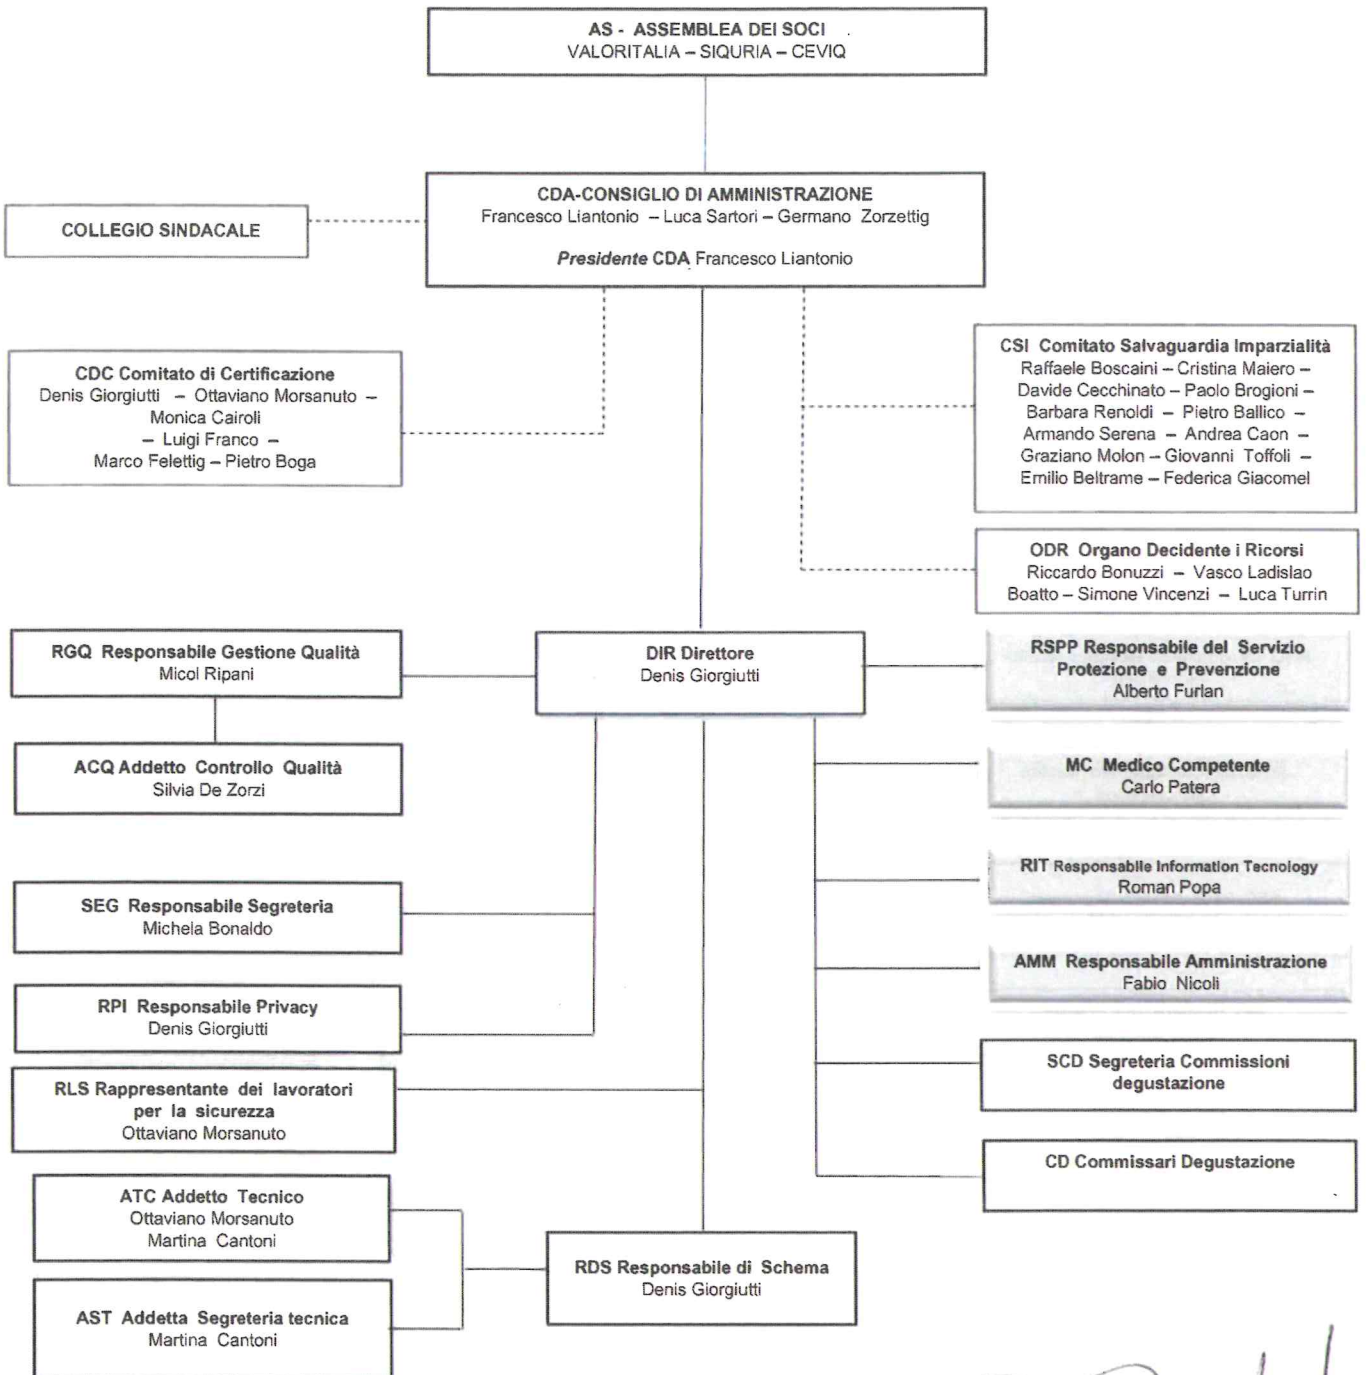 AS - ASSEMBLEA DEI SOCI
VALORITALIA – SIQURIA – CEVIQ
CDA-CONSIGLIO DI AMMINISTRAZIONE
Francesco Liantonio – Luca Sartori – Germano Zorzettig
Presidente CDA Francesco Liantonio
COLLEGIO SINDACALE
CDC Comitato di Certificazione
Denis Giorgiutti – Ottaviano Morsanuto –
Monica Cairoli
– Luigi Franco –
Marco Felettig – Pietro Boga
CSI Comitato Salvaguardia Imparzialità
Raffaele Boscaini – Cristina Maiero –
Davide Cecchinato – Paolo Brogioni –
Barbara Renoldi – Pietro Ballico –
Armando Serena – Andrea Caon –
Graziano Molon – Giovanni Toffoli –
Emilio Beltrame – Federica Giacomel
ODR Organo Decidente i Ricorsi
Riccardo Bonuzzi – Vasco Ladislao
Boatto – Simone Vincenzi – Luca Turrin
RGQ Responsabile Gestione Qualità
Micol Ripani
DIR Direttore
Denis Giorgiutti
RSPP Responsabile del Servizio
Protezione e Prevenzione
Alberto Furlan
ACQ Addetto Controllo Qualità
Silvia De Zorzi
MC Medico Competente
Carlo Patera
RIT Responsabile Information Tecnology
Roman Popa
SEG Responsabile Segreteria
Michela Bonaldo
AMM Responsabile Amministrazione
Fabio Nicoli
RPI Responsabile Privacy
Denis Giorgiutti
SCD Segreteria Commissioni
degustazione
RLS Rappresentante dei lavoratori
per la sicurezza
Ottaviano Morsanuto
CD Commissari Degustazione
ATC Addetto Tecnico
Ottaviano Morsanuto
Martina Cantoni
RDS Responsabile di Schema
Denis Giorgiutti
AST Addetta Segreteria tecnica
Martina Cantoni